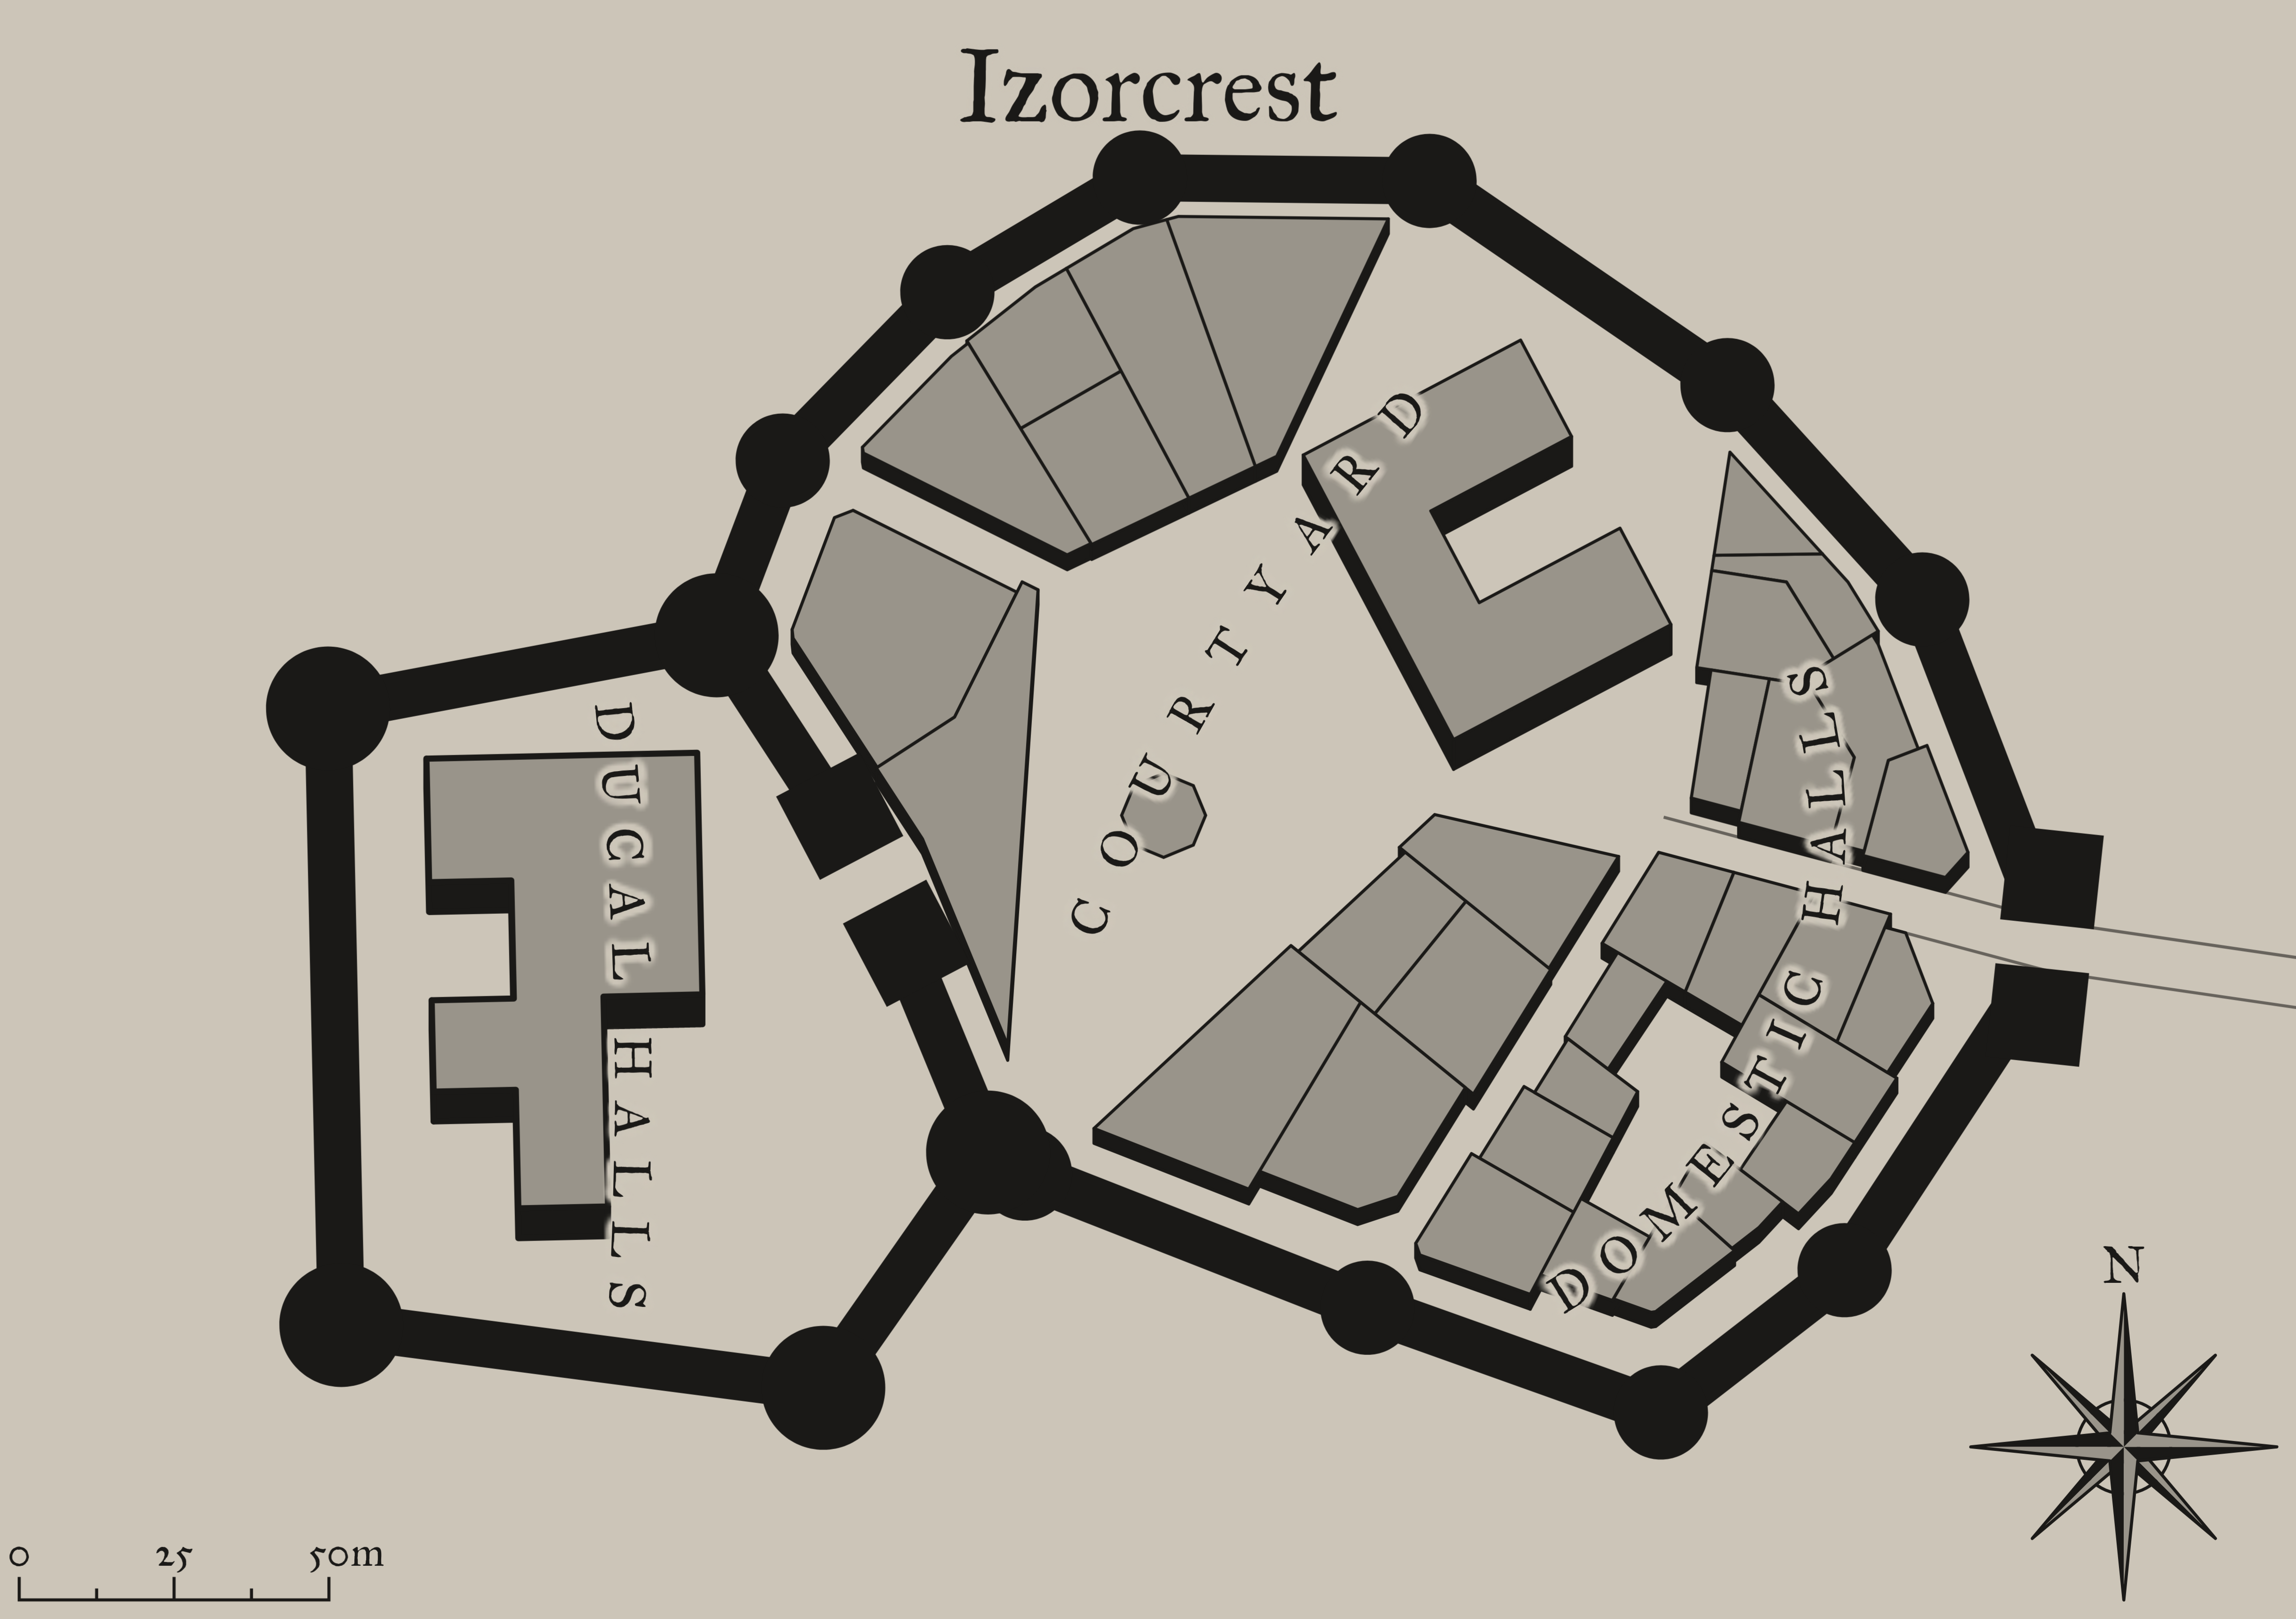 Izorcrest
COURTYARD
DUCAL HALLS
DOMESTIC HALLS
N
0 25 50m